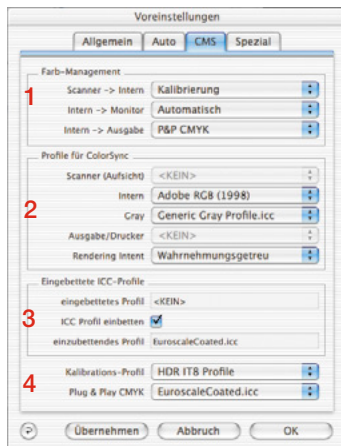 Voreinstellungen
Allgemein Auto CMS Spezial
Farb-Management
1
Scanner -> Intern Kalibrierung
Intern -> Monitor Automatisch
Intern -> Ausgabe P&P CMYK
Profile für ColorSync
2
Scanner (Aufsicht) <KEIN>
Intern Adobe RGB (1998)
Gray Generic Gray Profile.icc
Ausgabe/Drucker <KEIN>
Rendering Intent Wahrnehmungsgetreu
Eingebettete ICC-Profile
3
eingebettetes Profil <KEIN>
ICC Profil einbetten
einzubettendes Profil EuroscaleCoated.icc
4
Kalibrations-Profil HDR IT8 Profile
Plug & Play CMYK EuroscaleCoated.icc
Übernehmen Abbruch OK